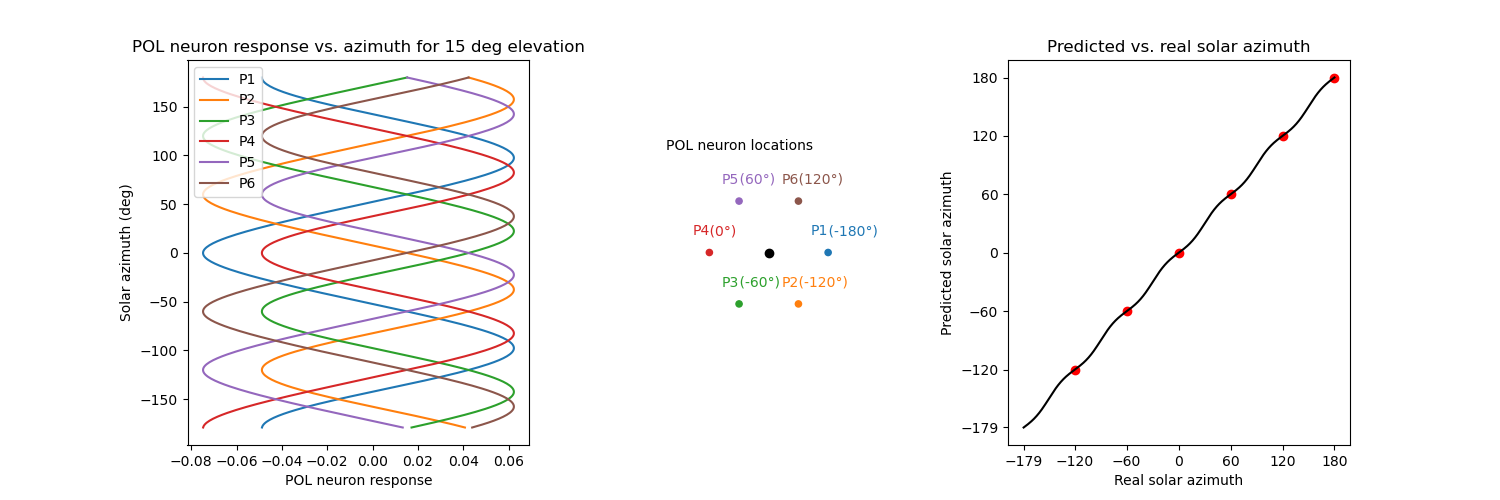 POL neuron response vs. azimuth for 15 deg elevation
P1
P2
P3
P4
P5
P6
150
100
50
0
−50
−100
−150
Solar azimuth (deg)
−0.08 −0.06 −0.04 −0.02 0.00 0.02 0.04 0.06
POL neuron response
POL neuron locations
P5(60°) P6(120°)
P4(0°) P1(-180°)
P3(-60°) P2(-120°)
Predicted vs. real solar azimuth
180
120
60
0
−60
−120
−179
Predicted solar azimuth
−179 −120 −60 0 60 120 180
Real solar azimuth